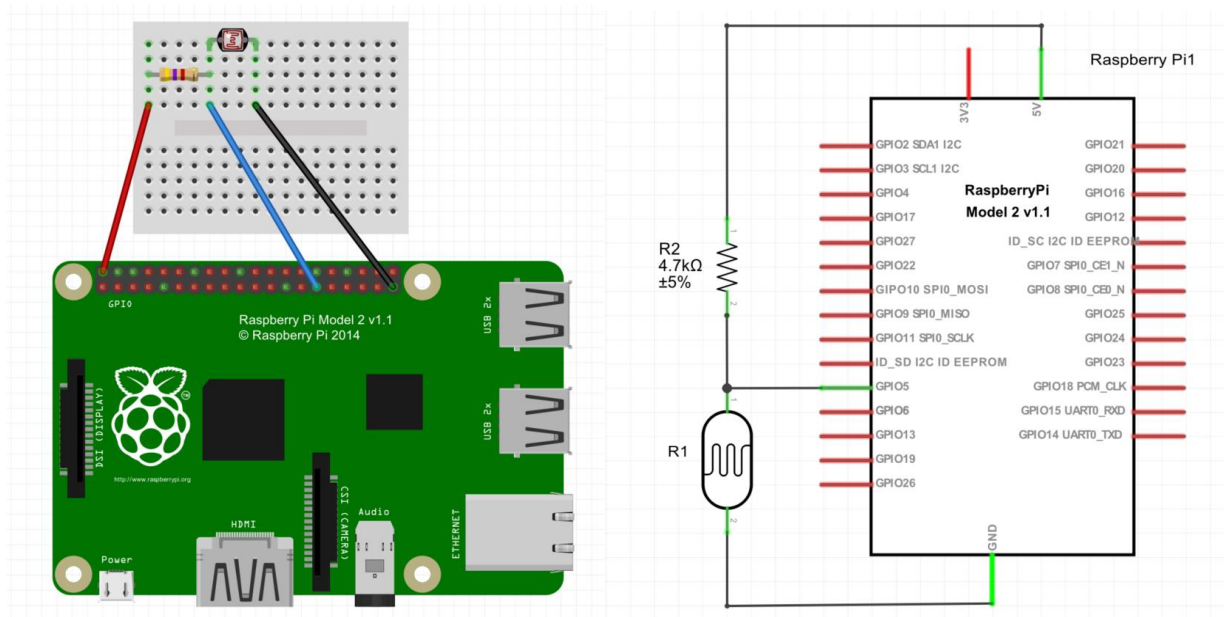 GPIO
Raspberry Pi Model 2 v1.1
© Raspberry Pi 2014
USB 2x
USB 2x
DSI (DISPLAY)
TM
http://www.raspberrypi.org
HDMI
CSI (CAMERA)
Audio
ETHERNET
Power
Raspberry Pi1
3V3
5V
RaspberryPi
Model 2 v1.1
GPIO2 SDA1 I2C
GPIO3 SCL1 I2C
GPIO4
GPIO17
GPIO27
GPIO22
GIPO10 SPI0_MOSI
GPIO9 SPI0_MISO
GPIO11 SPI0_SCLK
ID_SD I2C ID EEPROM
GPIO5
GPIO6
GPIO13
GPIO19
GPIO26
GPIO21
GPIO20
GPIO16
GPIO12
ID_SC I2C ID EEPROM
GPIO7 SPI0_CE1_N
GPIO8 SPI0_CE0_N
GPIO25
GPIO24
GPIO23
GPIO18 PCM_CLK
GPIO15 UART0_RXD
GPIO14 UART0_TXD
GND
1
R2
4.7kΩ
±5%
2
1
R1
2